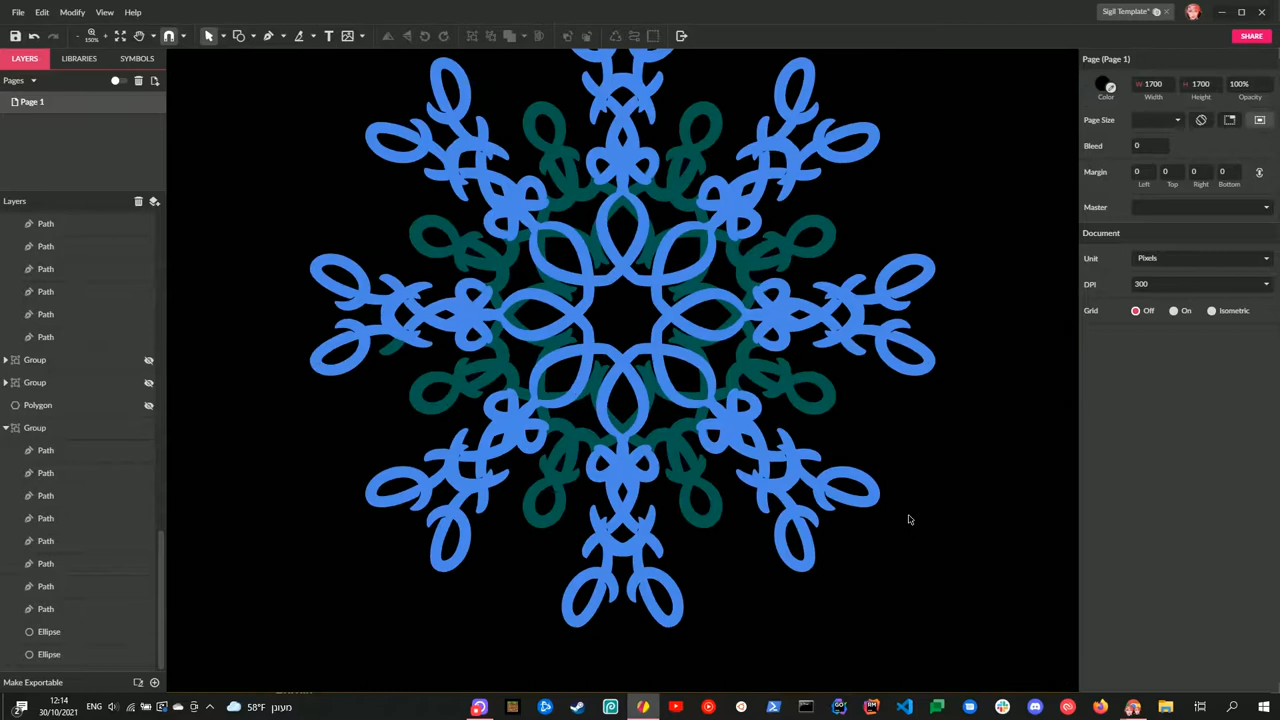 File Edit Modify View Help
Sigil Template*
150%
SHARE
LAYERS LIBRARIES SYMBOLS
Pages
Page 1
Layers
Path
Path
Path
Path
Path
Path
Group
Group
Polygon
Group
Path
Path
Path
Path
Path
Path
Path
Path
Ellipse
Ellipse
Make Exportable
Page (Page 1)
W 1700 H 1700 100%
Color Width Height Opacity
Page Size
Bleed 0
Margin 0 0 0 0
Left Top Right Bottom
Master
Document
Unit Pixels
DPI 300
Grid Off On Isometric
12:14
30/10/2021
ENG
58°F מעונן